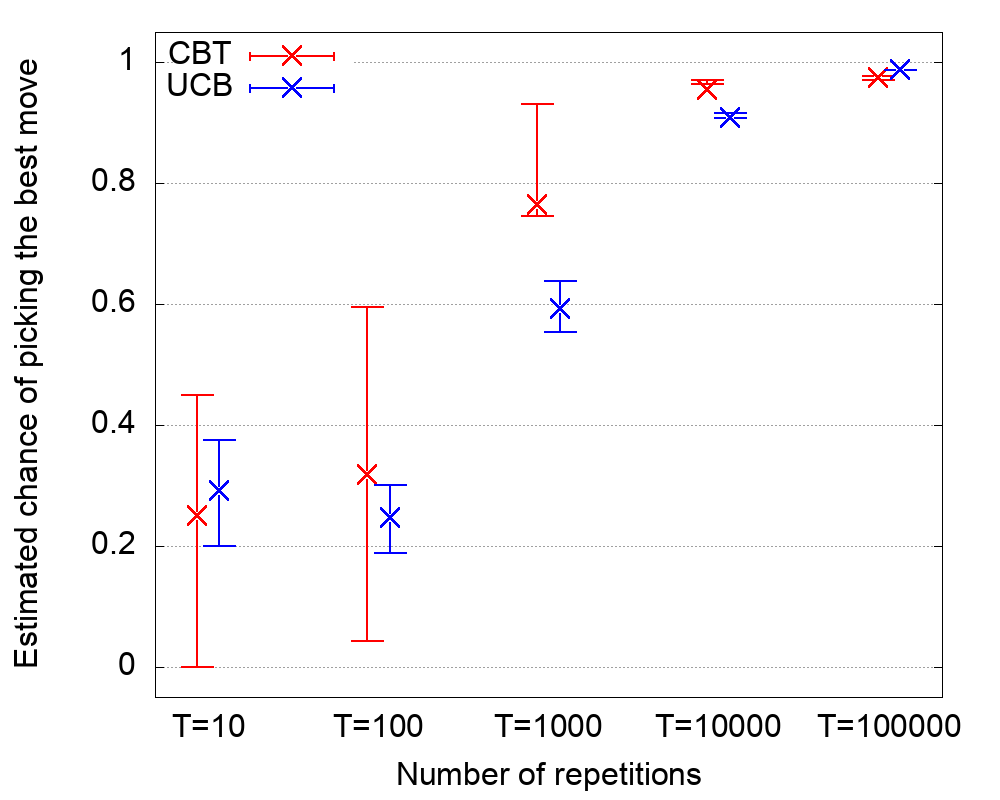 Estimated chance of picking the best move
CBT
UCB
1
0.8
0.6
0.4
0.2
0
T=10 T=100 T=1000 T=10000 T=100000
Number of repetitions